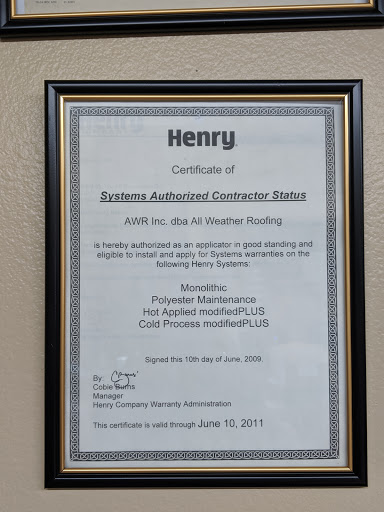 Henry
Certificate of
Systems Authorized Contractor Status
AWR Inc. dba All Weather Roofing
is hereby authorized as an applicator in good standing and
eligible to install and apply for Systems warranties on the
following Henry Systems:
Monolithic
Polyester Maintenance
Hot Applied modifiedPLUS
Cold Process modifiedPLUS
Signed this 10th day of June, 2009.
By:
Cobie Burns
Manager
Henry Company Warranty Administration
This certificate is valid through June 10, 2011